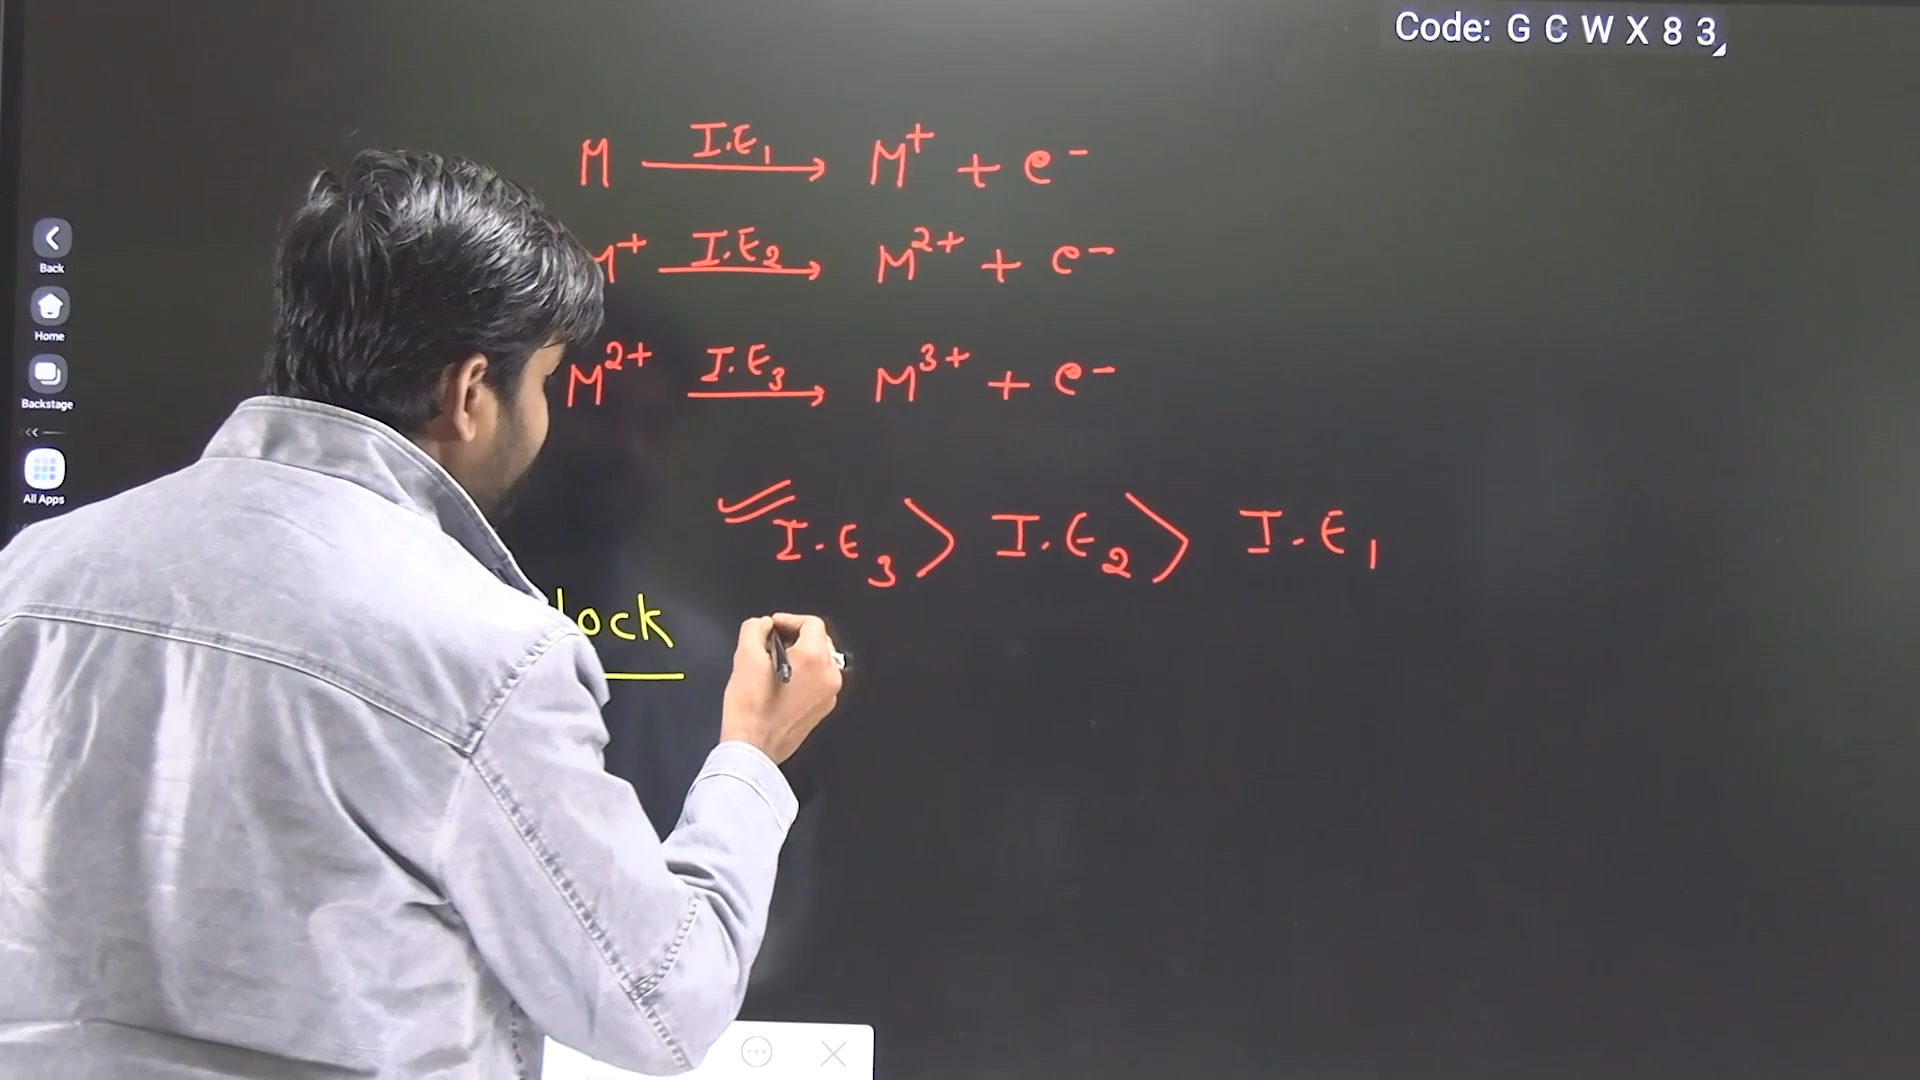 Code: G C W X 8 3
M I.E₁ → M⁺ + e⁻
M⁺ I.E₂ → M²⁺ + e⁻
M²⁺ I.E₃ → M³⁺ + e⁻
I.E₃ > I.E₂ > I.E₁
lock
Back
Home
Backstage
All Apps